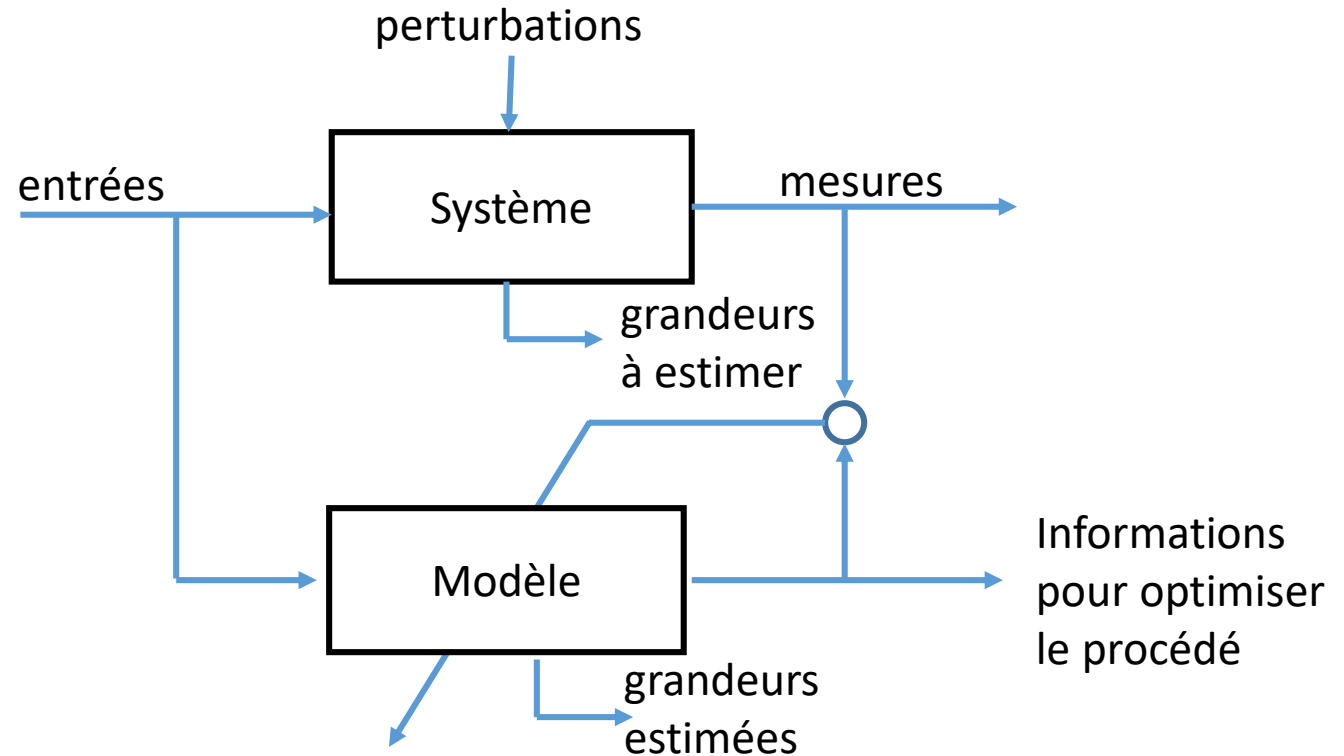 perturbations
entrées
Système
mesures
grandeurs
à estimer
Modèle
Informations
pour optimiser
le procédé
grandeurs
estimées